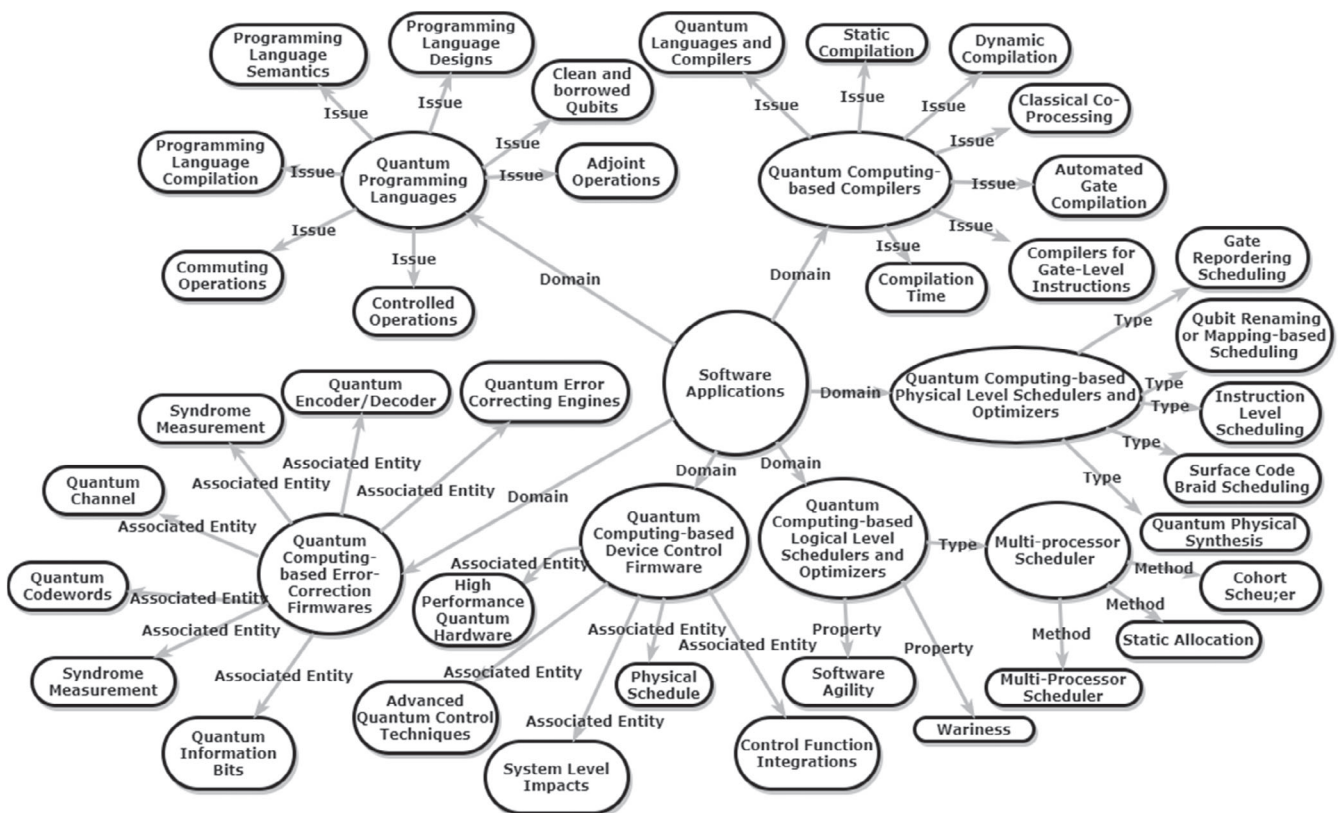 Programming
Language
Semantics
Programming
Language
Designs
Quantum
Languages and
Compilers
Static
Compilation
Dynamic
Compilation
Clean and
borrowed
Qubits
Classical Co-
Processing
Issue
Issue
Issue
Issue
Issue
Issue
Issue
Programming
Language
Compilation
Issue
Quantum
Programming
Languages
Issue
Adjoint
Operations
Quantum Computing-
based Compilers
Issue
Automated
Gate
Compilation
Issue
Issue
Issue
Issue
Commuting
Operations
Controlled
Operations
Domain
Domain
Compilation
Time
Compilers for
Gate-Level
Instructions
Gate
Repordering
Scheduling
Type
Qubit Renaming
or Mapping-based
Scheduling
Software
Applications
Domain
Quantum Computing-based
Physical Level Schedulers and
Optimizers
Type
Type
Instruction
Level
Scheduling
Type
Surface Code
Braid Scheduling
Type
Quantum Physical
Synthesis
Quantum
Encoder/Decoder
Quantum Error
Correcting Engines
Syndrome
Measurement
Associated Entity
Associated Entity
Associated Entity
Domain
Domain
Domain
Quantum
Channel
Associated Entity
Quantum
Computing-
based Error-
Correction
Firmwares
Quantum
Codewords
Associated Entity
Associated Entity
Syndrome
Measurement
Associated Entity
Quantum
Information
Bits
Quantum
Computing-based
Device Control
Firmware
Associated Entity
High
Performance
Quantum
Hardware
Associated Entity
Associated Entity
Associated Entity
Physical
Schedule
Advanced
Quantum Control
Techniques
Associated Entity
System Level
Impacts
Control Function
Integrations
Quantum
Computing-based
Logical Level
Schedulers and
Optimizers
Type
Multi-processor
Scheduler
Method
Cohort
Scheu;er
Method
Static Allocation
Method
Multi-Processor
Scheduler
Property
Software
Agility
Property
Wariness